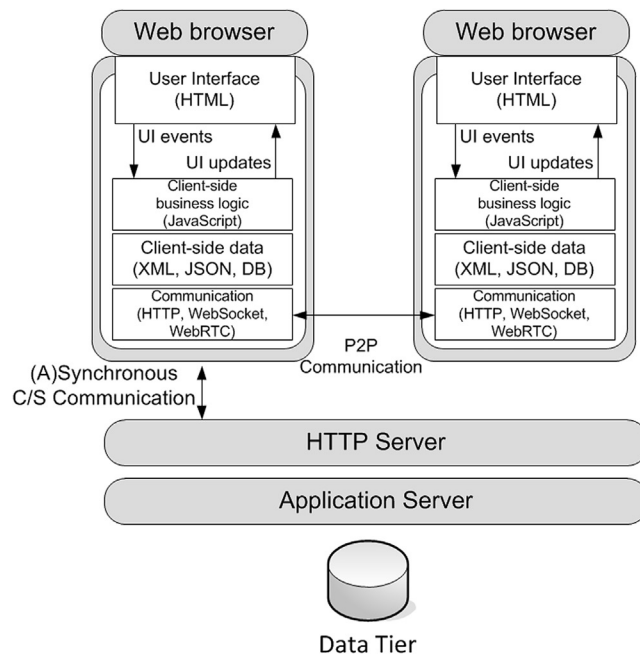 Web browser
User Interface
(HTML)
UI events
UI updates
Client-side
business logic
(JavaScript)
Client-side data
(XML, JSON, DB)
Communication
(HTTP, WebSocket,
WebRTC)
Web browser
User Interface
(HTML)
UI events
UI updates
Client-side
business logic
(JavaScript)
Client-side data
(XML, JSON, DB)
Communication
(HTTP, WebSocket,
WebRTC)
P2P
Communication
(A)Synchronous
C/S Communication
HTTP Server
Application Server
Data Tier